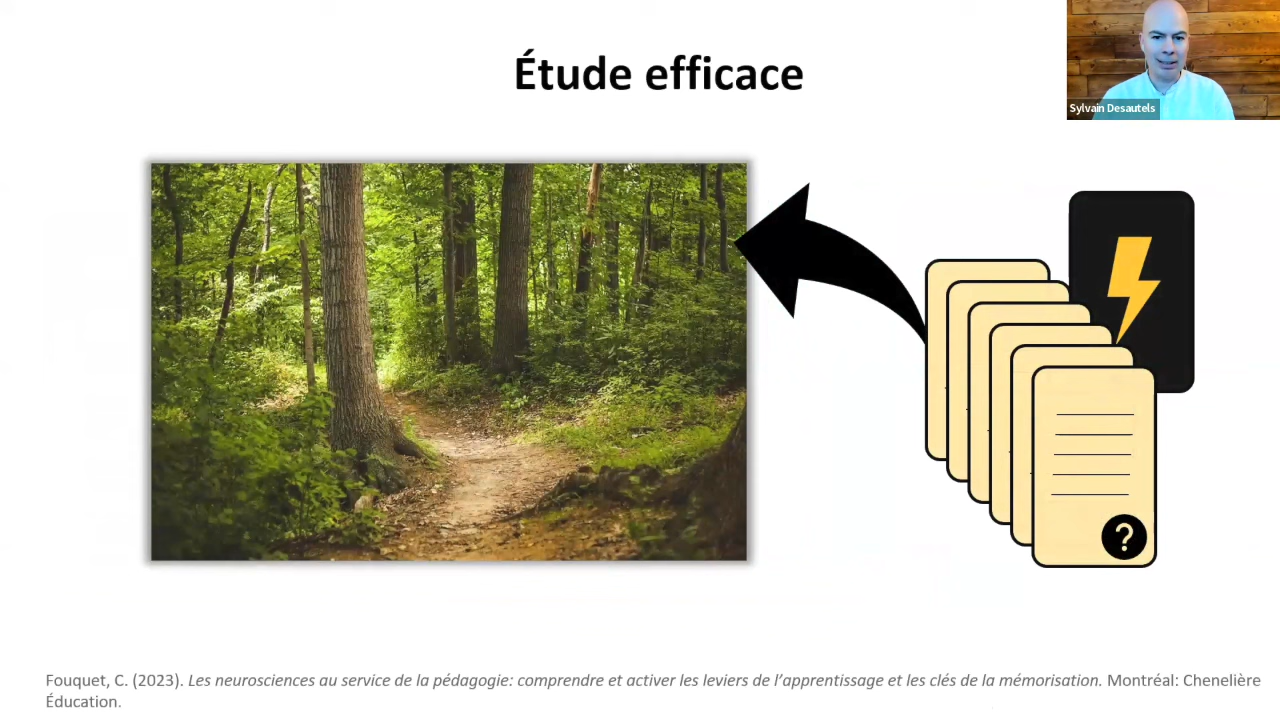 Étude efficace
Sylvain Desautels
?
Fouquet, C. (2023). Les neurosciences au service de la pédagogie: comprendre et activer les leviers de l’apprentissage et les clés de la mémorisation. Montréal: Chenelière
Éducation.